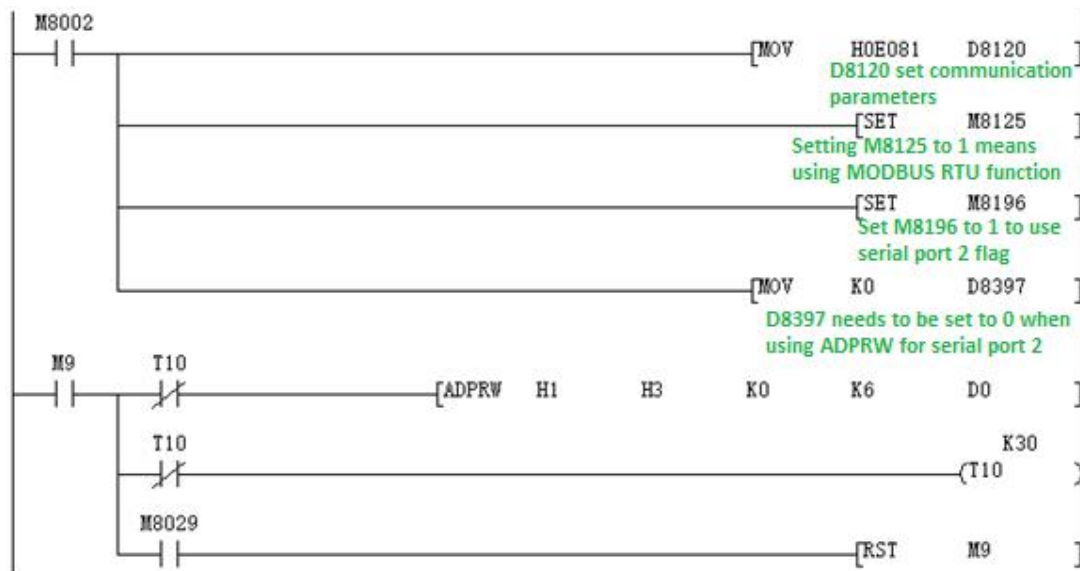 M8002
[MOV H0E081 D8120 ]
D8120 set communication
parameters
[SET M8125 ]
Setting M8125 to 1 means
using MODBUS RTU function
[SET M8196 ]
Set M8196 to 1 to use
serial port 2 flag
[MOV K0 D8397 ]
D8397 needs to be set to 0 when
using ADPRW for serial port 2
M9 T10
[ADPRW H1 H3 K0 K6 D0 ]
T10 K30
(T10 )
M8029
[RST M9 ]